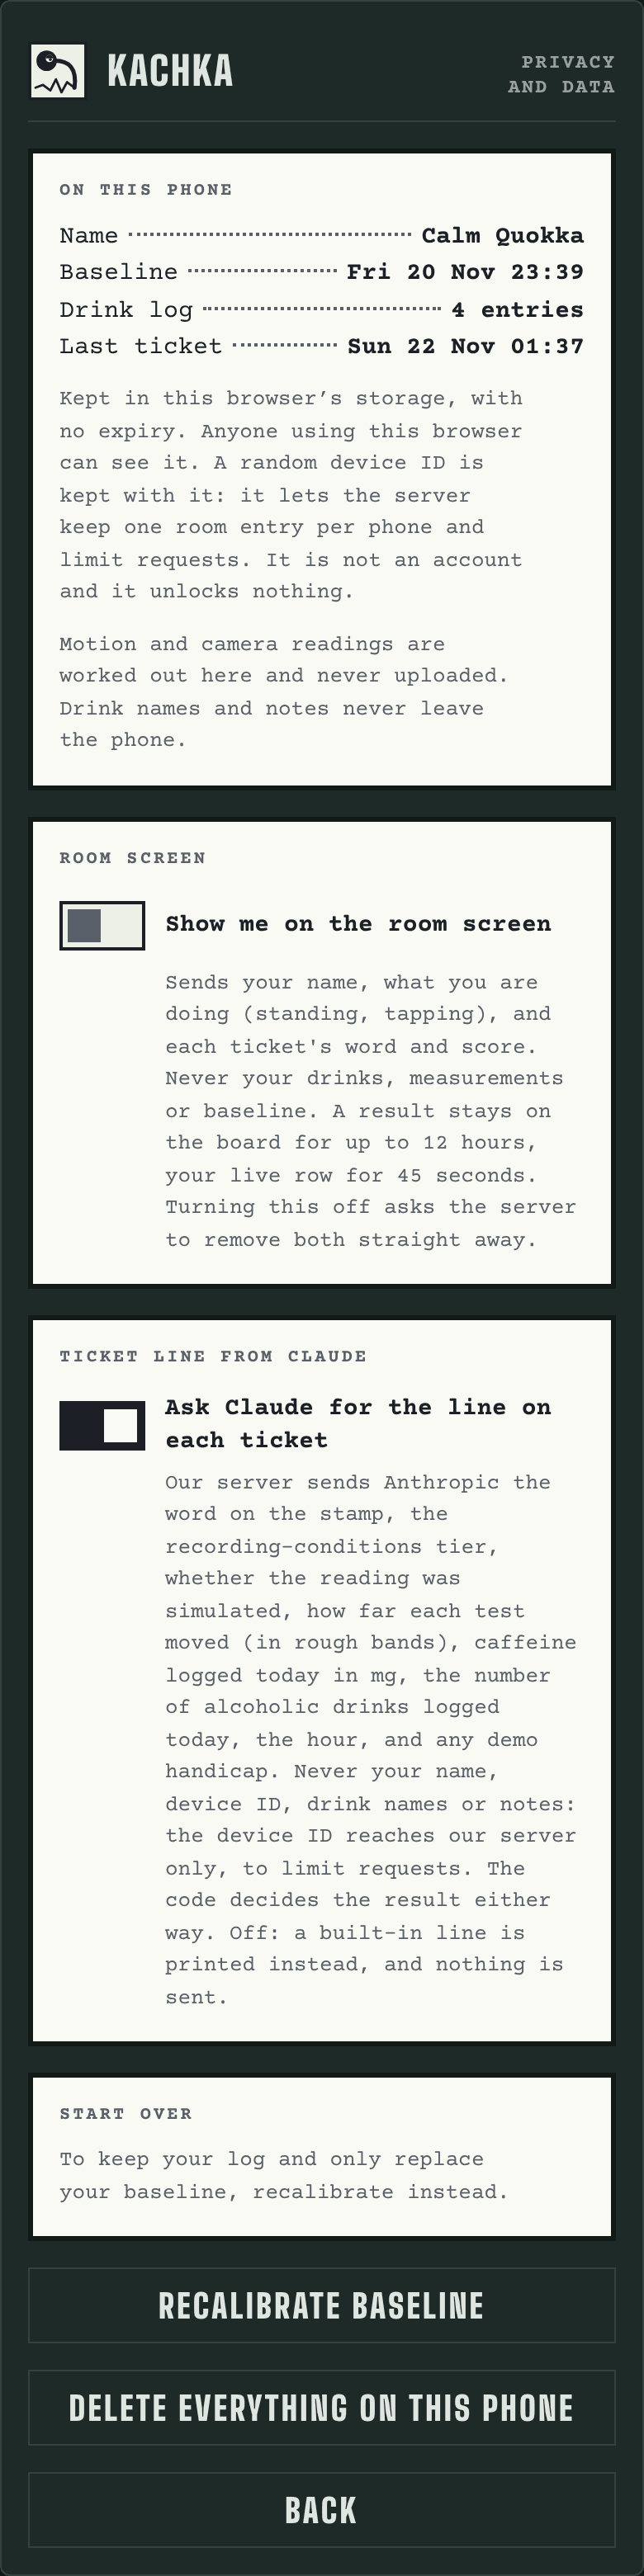 KACHKA
PRIVACY
AND DATA
ON THIS PHONE
Name Calm Quokka
Baseline Fri 20 Nov 23:39
Drink log 4 entries
Last ticket Sun 22 Nov 01:37
Kept in this browser’s storage, with
no expiry. Anyone using this browser
can see it. A random device ID is
kept with it: it lets the server
keep one room entry per phone and
limit requests. It is not an account
and it unlocks nothing.
Motion and camera readings are
worked out here and never uploaded.
Drink names and notes never leave
the phone.
ROOM SCREEN
Show me on the room screen
Sends your name, what you are
doing (standing, tapping), and
each ticket's word and score.
Never your drinks, measurements
or baseline. A result stays on
the board for up to 12 hours,
your live row for 45 seconds.
Turning this off asks the server
to remove both straight away.
TICKET LINE FROM CLAUDE
Ask Claude for the line on
each ticket
Our server sends Anthropic the
word on the stamp, the
recording-conditions tier,
whether the reading was
simulated, how far each test
moved (in rough bands), caffeine
logged today in mg, the number
of alcoholic drinks logged
today, the hour, and any demo
handicap. Never your name,
device ID, drink names or notes:
the device ID reaches our server
only, to limit requests. The
code decides the result either
way. Off: a built-in line is
printed instead, and nothing is
sent.
START OVER
To keep your log and only replace
your baseline, recalibrate instead.
RECALIBRATE BASELINE
DELETE EVERYTHING ON THIS PHONE
BACK